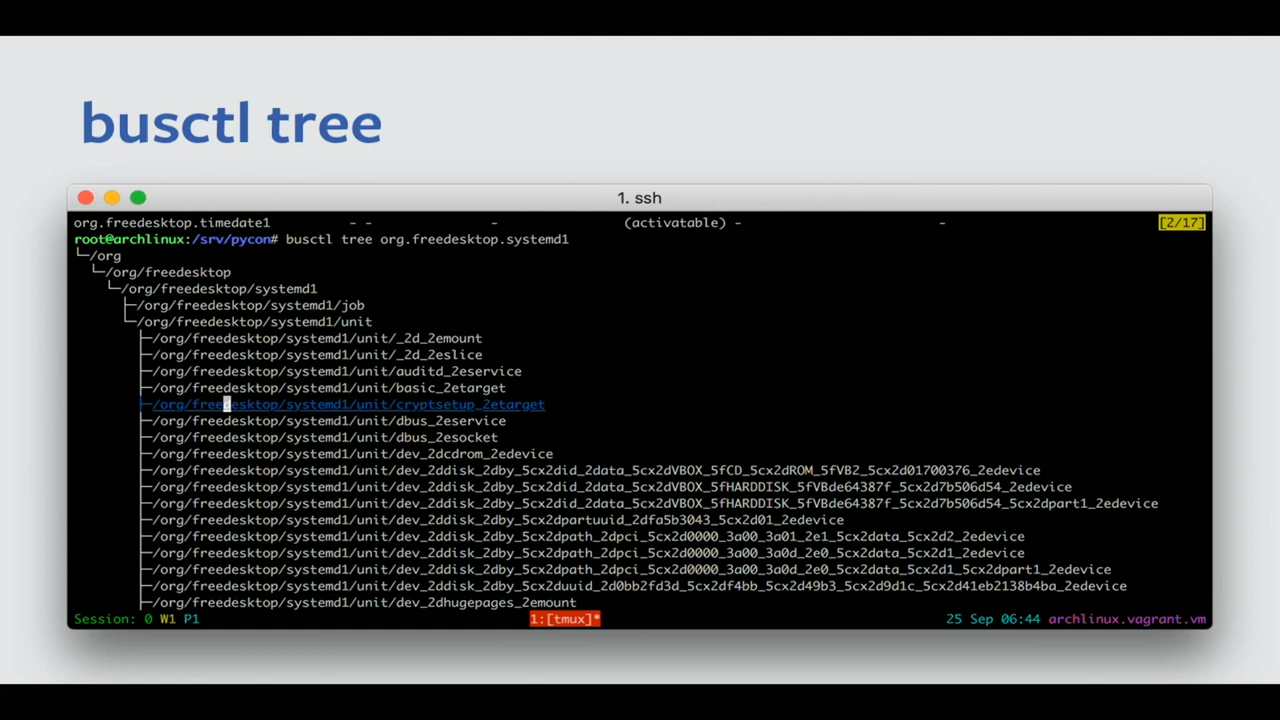 busctl tree
1. ssh
org.freedesktop.timedate1 - - - (activatable) - - [2/17]
root@archlinux:/srv/pycon# busctl tree org.freedesktop.systemd1
└─/org
└─/org/freedesktop
└─/org/freedesktop/systemd1
├─/org/freedesktop/systemd1/job
└─/org/freedesktop/systemd1/unit
├─/org/freedesktop/systemd1/unit/_2d_2emount
├─/org/freedesktop/systemd1/unit/_2d_2eslice
├─/org/freedesktop/systemd1/unit/auditd_2eservice
├─/org/freedesktop/systemd1/unit/basic_2etarget
├─/org/freedesktop/systemd1/unit/cryptsetup_2etarget
├─/org/freedesktop/systemd1/unit/dbus_2eservice
├─/org/freedesktop/systemd1/unit/dbus_2esocket
├─/org/freedesktop/systemd1/unit/dev_2dcdrom_2edevice
├─/org/freedesktop/systemd1/unit/dev_2ddisk_2dby_5cx2did_2data_5cx2dVBOX_5fCD_5cx2dROM_5fVB2_5cx2d01700376_2edevice
├─/org/freedesktop/systemd1/unit/dev_2ddisk_2dby_5cx2did_2data_5cx2dVBOX_5fHARDDISK_5fVBde64387f_5cx2d7b506d54_2edevice
├─/org/freedesktop/systemd1/unit/dev_2ddisk_2dby_5cx2did_2data_5cx2dVBOX_5fHARDDISK_5fVBde64387f_5cx2d7b506d54_5cx2dpart1_2edevice
├─/org/freedesktop/systemd1/unit/dev_2ddisk_2dby_5cx2dpartuuid_2dfa5b3043_5cx2d01_2edevice
├─/org/freedesktop/systemd1/unit/dev_2ddisk_2dby_5cx2dpath_2dpci_5cx2d0000_3a00_3a01_2e1_5cx2data_5cx2d2_2edevice
├─/org/freedesktop/systemd1/unit/dev_2ddisk_2dby_5cx2dpath_2dpci_5cx2d0000_3a00_3a0d_2e0_5cx2data_5cx2d1_2edevice
├─/org/freedesktop/systemd1/unit/dev_2ddisk_2dby_5cx2dpath_2dpci_5cx2d0000_3a00_3a0d_2e0_5cx2data_5cx2d1_5cx2dpart1_2edevice
├─/org/freedesktop/systemd1/unit/dev_2ddisk_2dby_5cx2duuid_2d0bb2fd3d_5cx2df4bb_5cx2d49b3_5cx2d9d1c_5cx2d41eb2138b4ba_2edevice
├─/org/freedesktop/systemd1/unit/dev_2dhugepages_2emount
Session: 0 W1 P1 1:[tmux]* 25 Sep 06:44 archlinux.vagrant.vm